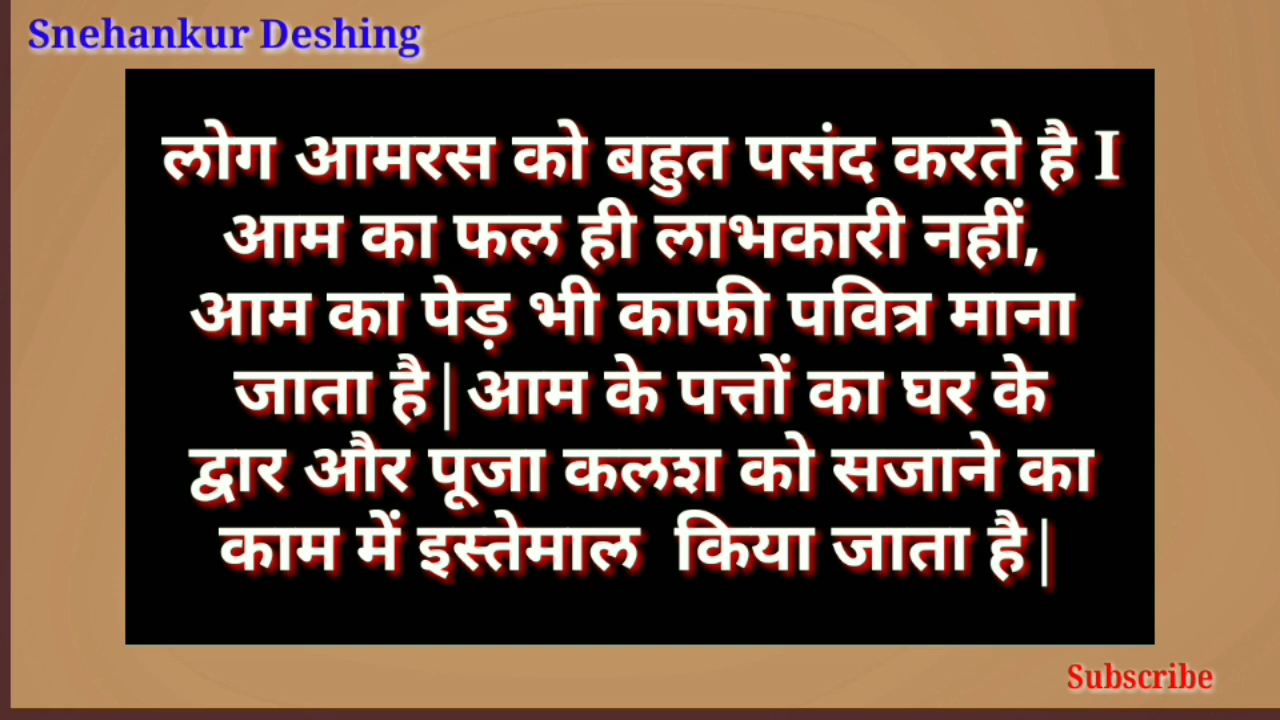 Snehankur Deshing
लोग आमरस को बहुत पसंद करते है I
आम का फल ही लाभकारी नहीं,
आम का पेड़ भी काफी पवित्र माना
जाता है|आम के पत्तों का घर के
द्वार और पूजा कलश को सजाने का
काम में इस्तेमाल किया जाता है|
Subscribe